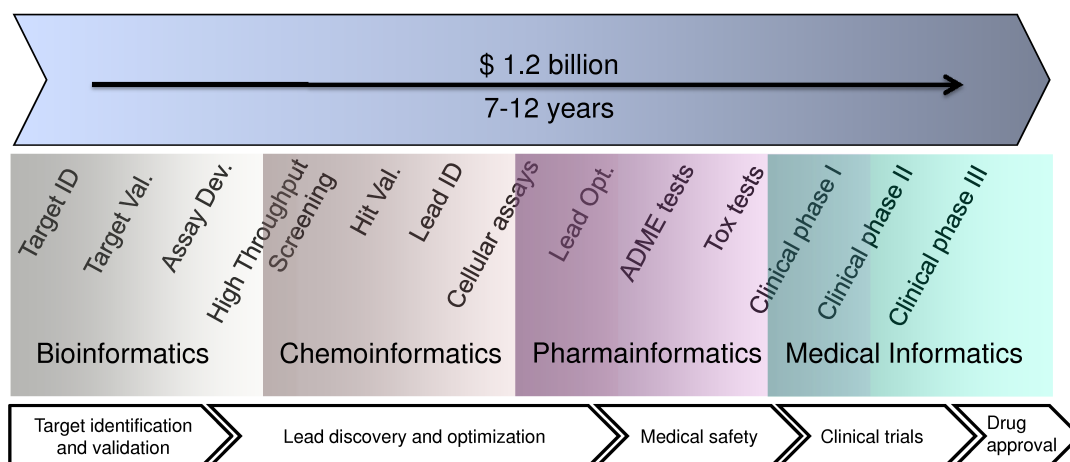 $ 1.2 billion
7-12 years
Target ID
Target Val.
Assay Dev.
High Throughput
Screening
Hit Val.
Lead ID
Cellular assays
Lead Opt.
ADME tests
Tox tests
Clinical phase I
Clinical phase II
Clinical phase III
Bioinformatics
Chemoinformatics
Pharmainformatics
Medical Informatics
Target identification
and validation
Lead discovery and optimization
Medical safety
Clinical trials
Drug
approval